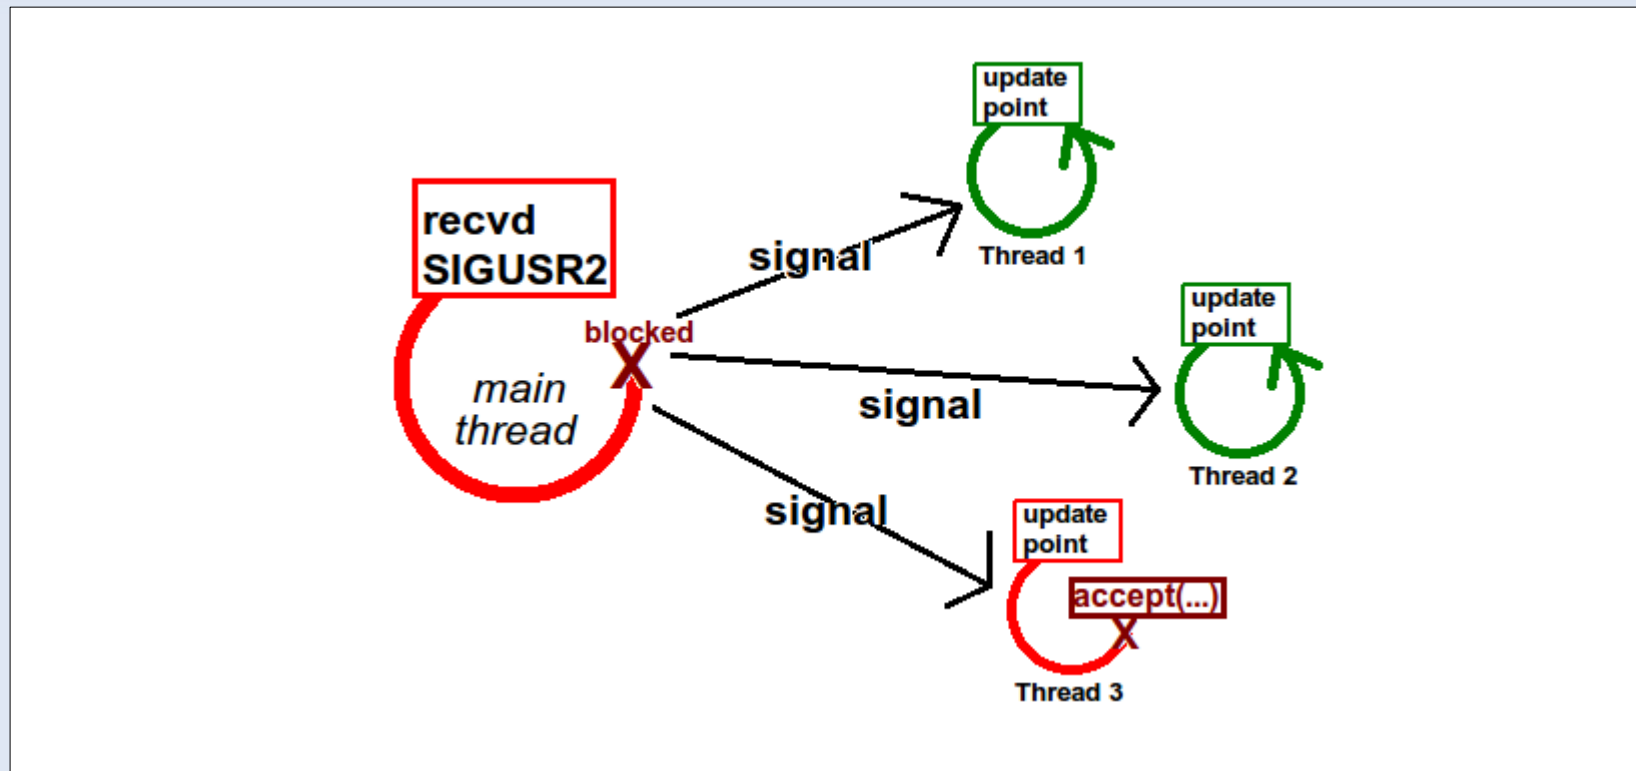 update
point
Thread 1
recvd
SIGUSR2
signal
blocked
main
thread
signal
update
point
Thread 2
signal
update
point
accept(...)
X
Thread 3